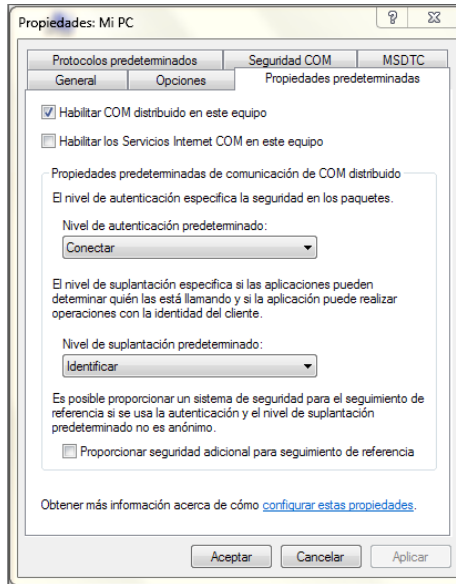 Propiedades: Mi PC
Protocolos predeterminados
Seguridad COM
MSDTC
General
Opciones
Propiedades predeterminadas
Habilitar COM distribuido en este equipo
Habilitar los Servicios Internet COM en este equipo
Propiedades predeterminadas de comunicación de COM distribuido
El nivel de autenticación especifica la seguridad en los paquetes.
Nivel de autenticación predeterminado:
Conectar
El nivel de suplantación especifica si las aplicaciones pueden
determinar quién las está llamando y si la aplicación puede realizar
operaciones con la identidad del cliente.
Nivel de suplantación predeterminado:
Identificar
Es posible proporcionar un sistema de seguridad para el seguimiento de
referencia si se usa la autenticación y el nivel de suplantación
predeterminado no es anónimo.
Proporcionar seguridad adicional para seguimiento de referencia
Obtener más información acerca de cómo configurar estas propiedades.
Aceptar
Cancelar
Aplicar